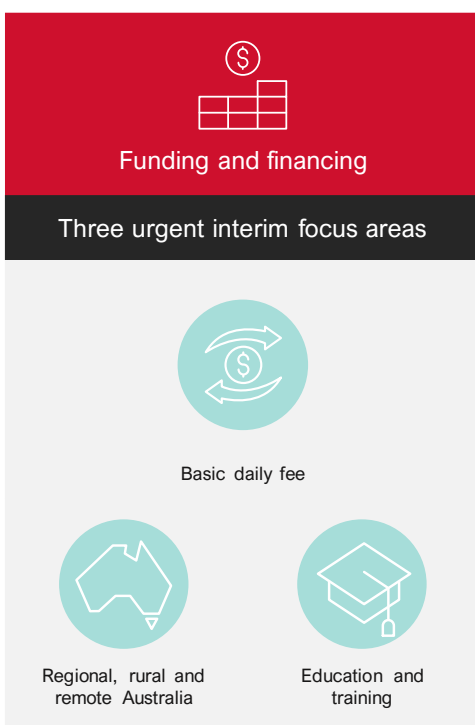 $
Funding and financing
Three urgent interim focus areas
$
Basic daily fee
Regional, rural and
remote Australia
Education and
training